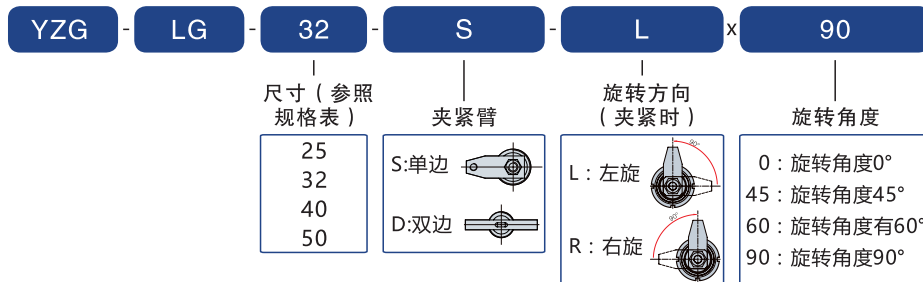 YZG - LG - 32 - S - L x 90
尺寸（参照
规格表）
夹紧臂
旋转方向
（夹紧时）
旋转角度
25
32
40
50
S:单边
D:双边
L：左旋
90°
R：右旋
90°
0：旋转角度0°
45：旋转角度45°
60：旋转角度有60°
90：旋转角度90°